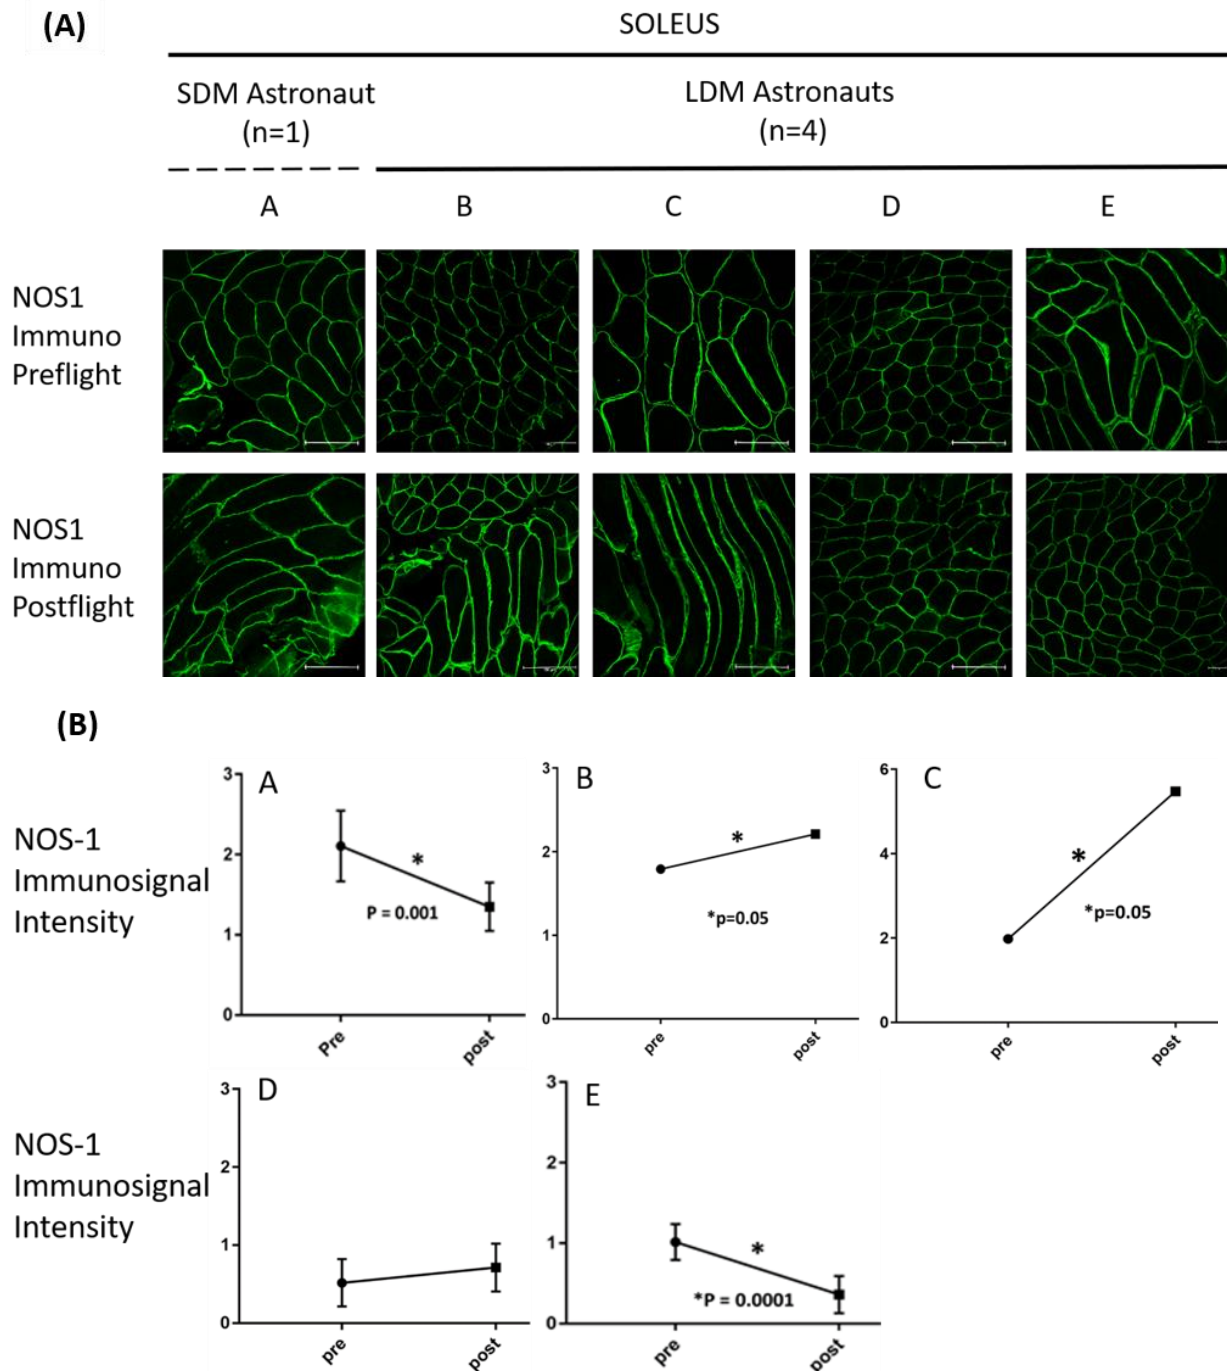 (A)
SOLEUS
SDM Astronaut
(n=1)
LDM Astronauts
(n=4)
A
B
C
D
E
NOS1
Immuno
Preflight
NOS1
Immuno
Postflight
(B)
NOS-1
Immunosignal
Intensity
A
3
2
1
0
*
P = 0.001
Pre
post
B
3
2
1
0
*
*p=0.05
pre
post
C
6
4
2
0
*
*p=0.05
pre
post
NOS-1
Immunosignal
Intensity
D
3
2
1
0
pre
post
E
3
2
1
0
*
*P = 0.0001
pre
post